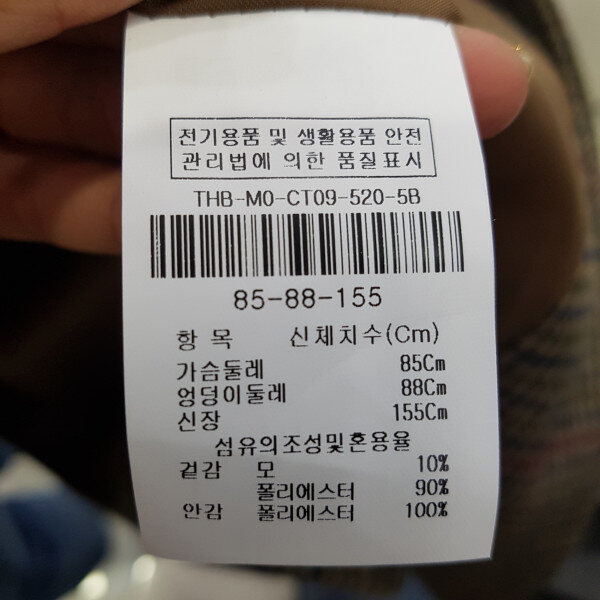 전기용품 및 생활용품 안전
관리법에 의한 품질표시
THB-M0-CT09-520-5B
85-88-155
항 목 신체치수(Cm)
가슴둘레 85Cm
엉덩이둘레 88Cm
신장 155Cm
섬유의조성및혼용율
겉감 모 10%
폴리에스터 90%
안감 폴리에스터 100%